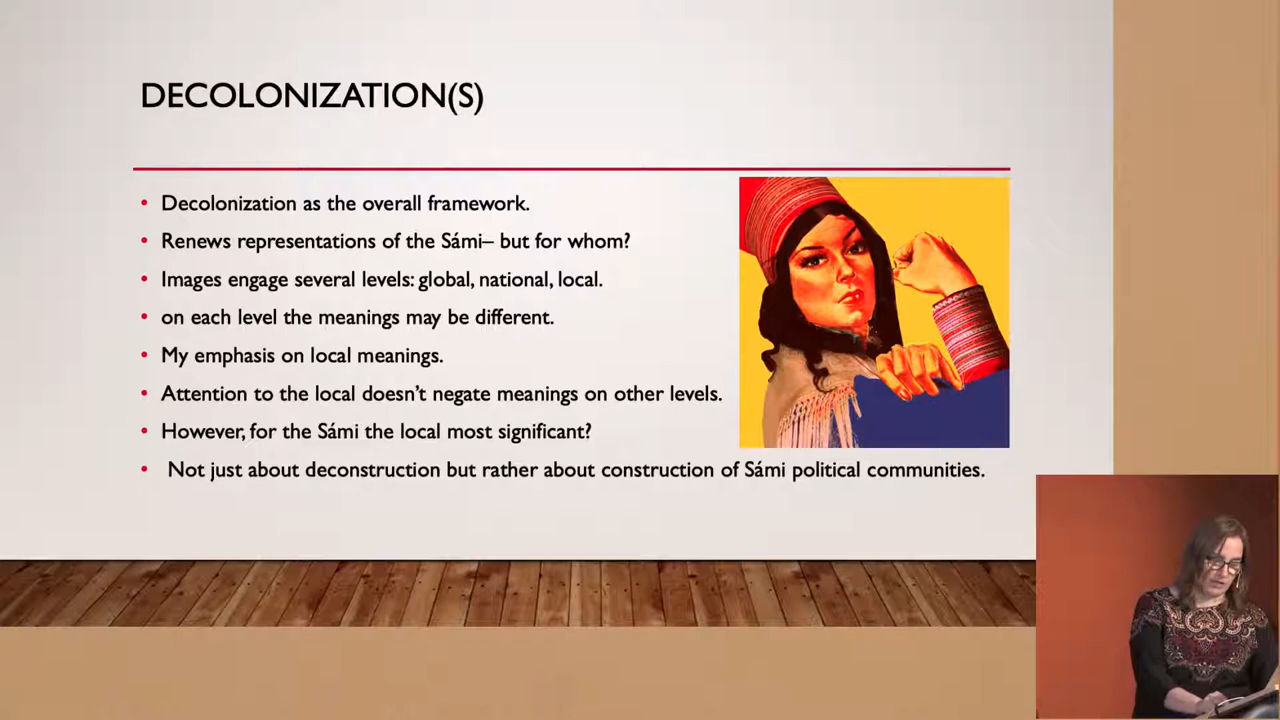 DECOLONIZATION(S)
• Decolonization as the overall framework.
• Renews representations of the Sámi– but for whom?
• Images engage several levels: global, national, local.
• on each level the meanings may be different.
• My emphasis on local meanings.
• Attention to the local doesn't negate meanings on other levels.
• However, for the Sámi the local most significant?
• Not just about deconstruction but rather about construction of Sámi political communities.